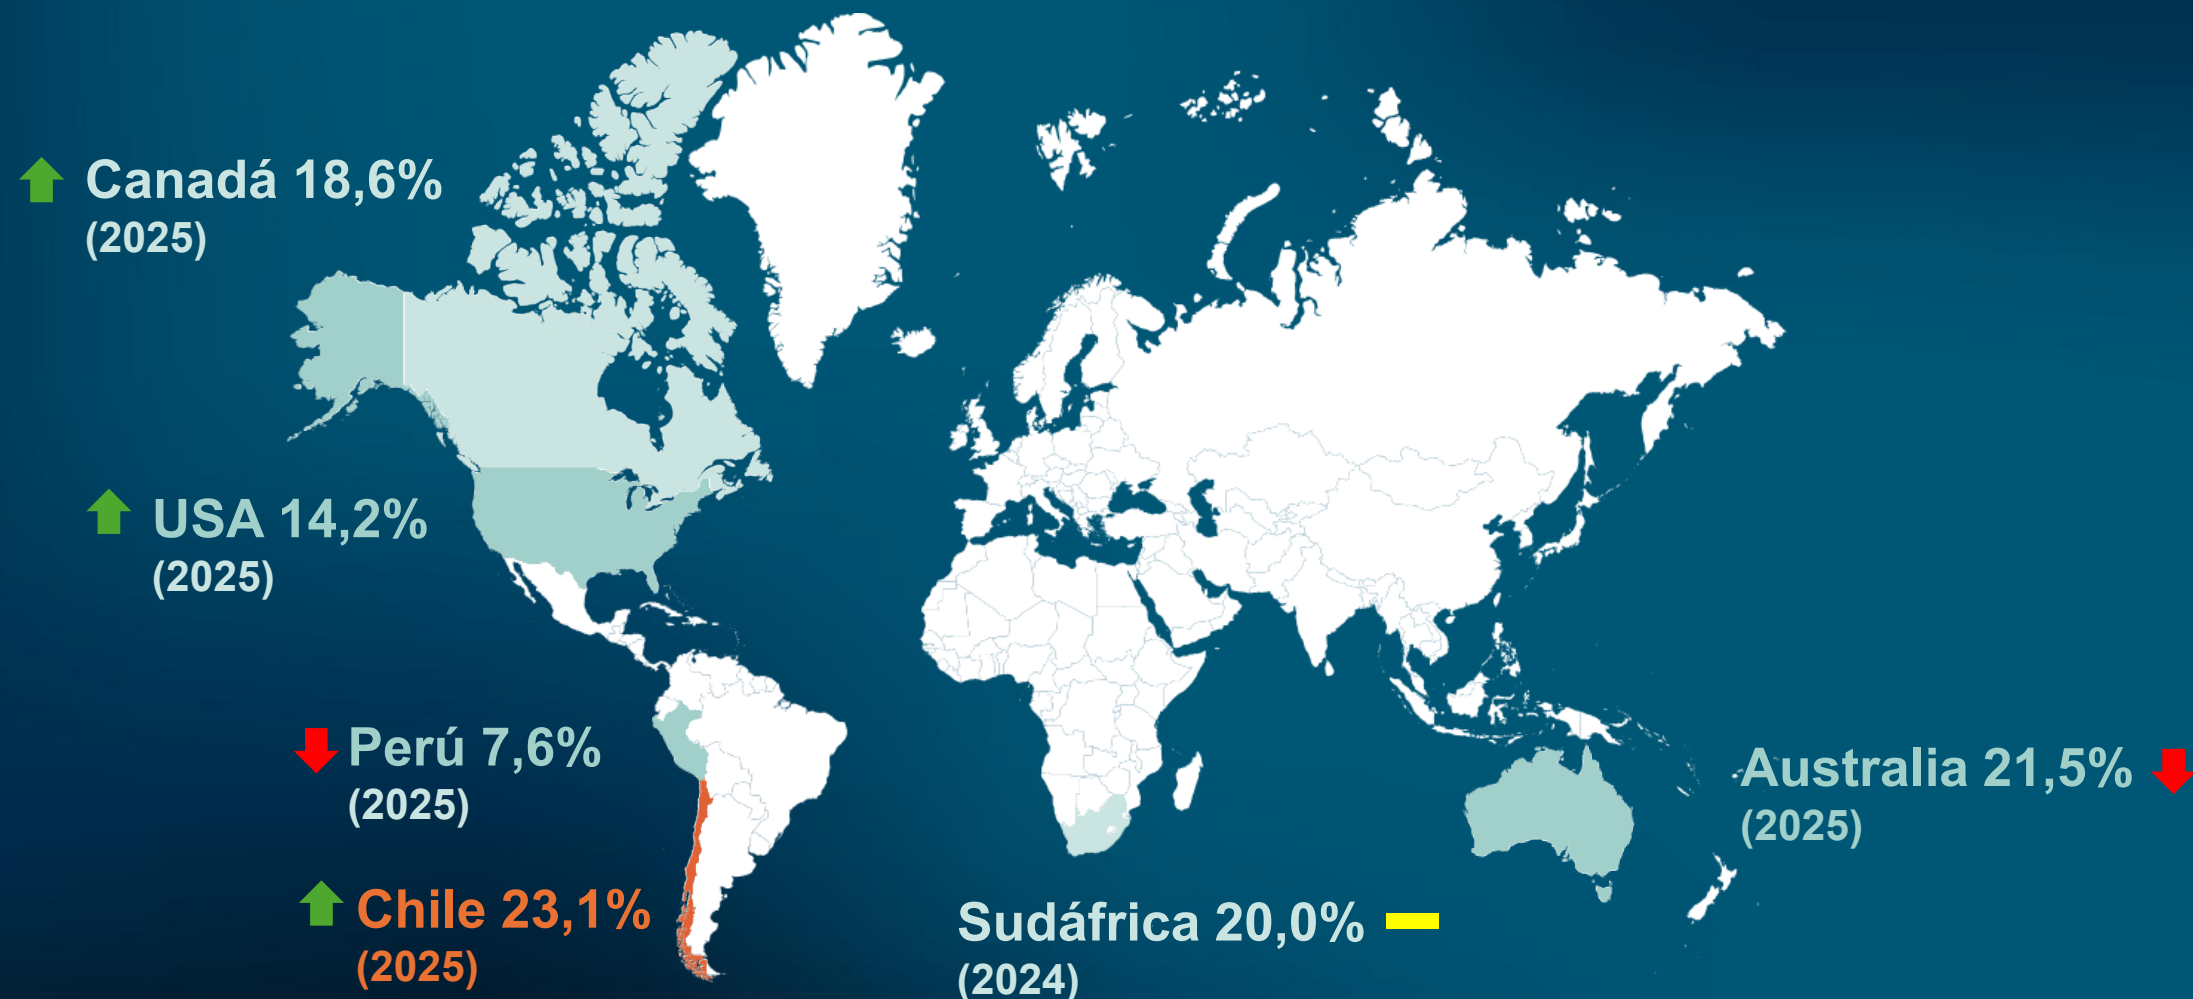 Canadá 18,6%
(2025)
USA 14,2%
(2025)
Perú 7,6%
(2025)
Australia 21,5%
(2025)
Chile 23,1%
(2025)
Sudáfrica 20,0%
(2024)